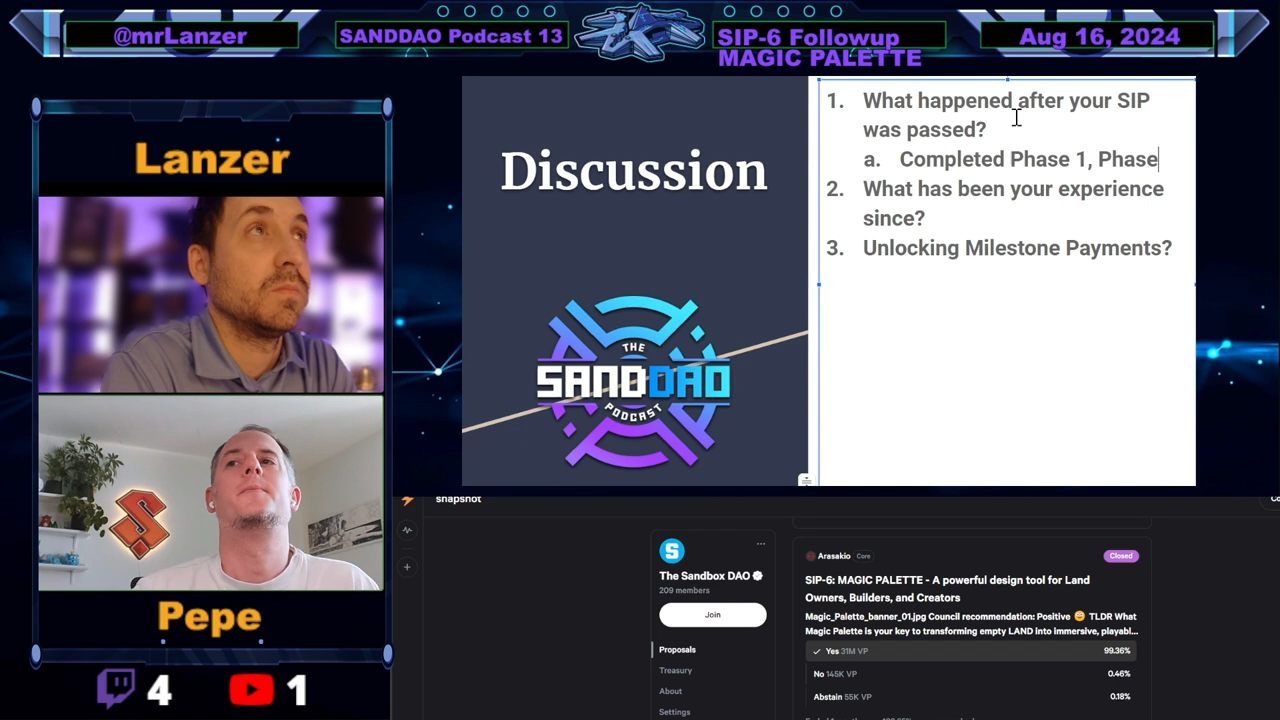 @mrLanzer
SANDDAO Podcast 13
SIP-6 Followup
MAGIC PALETTE
Aug 16, 2024
Lanzer
Pepe
4
1
Discussion
THE
SANDDAO
PODCAST
1. What happened after your SIP
was passed?
a. Completed Phase 1, Phase
2. What has been your experience
since?
3. Unlocking Milestone Payments?
snapshot
The Sandbox DAO
209 members
Join
Proposals
Treasury
About
Settings
Arasakio Core
Closed
SIP-6: MAGIC PALETTE - A powerful design tool for Land
Owners, Builders, and Creators
Magic_Palette_banner_01.jpg Council recommendation: Positive 😄 TLDR What
Magic Palette is your key to transforming empty LAND into immersive, playabl...
Yes 31M VP 99.36%
No 145K VP 0.46%
Abstain 55K VP 0.18%